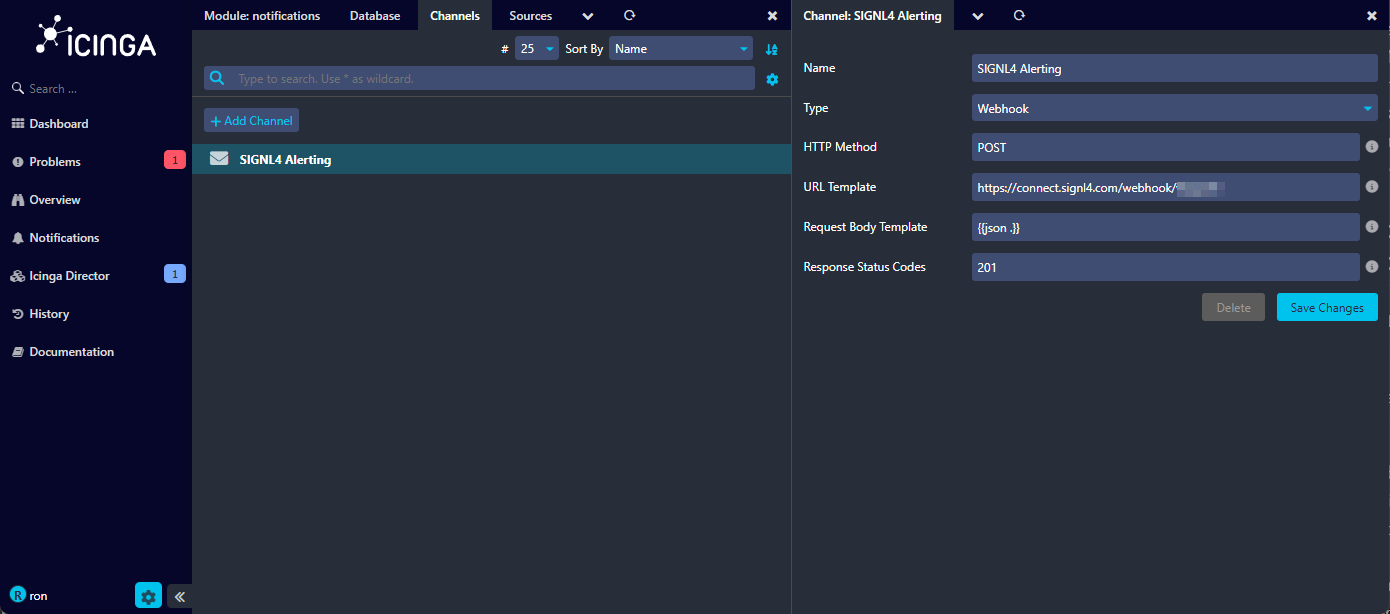 ICINGA
Search ...
Dashboard
Problems 1
Overview
Notifications
Icinga Director 1
History
Documentation
R ron
Module: notifications Database Channels Sources
# 25 Sort By Name
Type to search. Use * as wildcard.
+ Add Channel
SIGNL4 Alerting
Channel: SIGNL4 Alerting
Name SIGNL4 Alerting
Type Webhook
HTTP Method POST
URL Template https://connect.signl4.com/webhook/
Request Body Template {{json .}}
Response Status Codes 201
Delete Save Changes